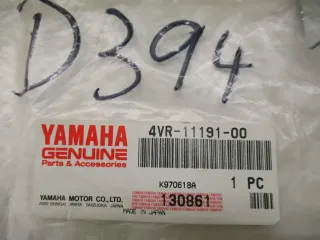 D394
YAMAHA
GENUINE
Parts & Accessories
4VR-11191-00
K970618A
1 PC
YAMAHA MOTOR CO., LTD.
130861
MADE IN JAPAN